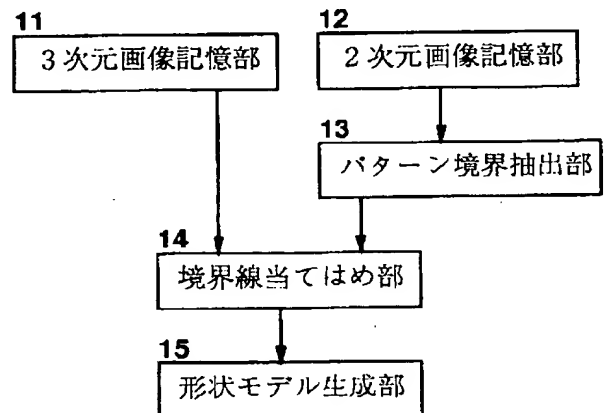 11
3次元画像記憶部
12
2次元画像記憶部
13
パターン境界抽出部
14
境界線当てはめ部
15
形状モデル生成部